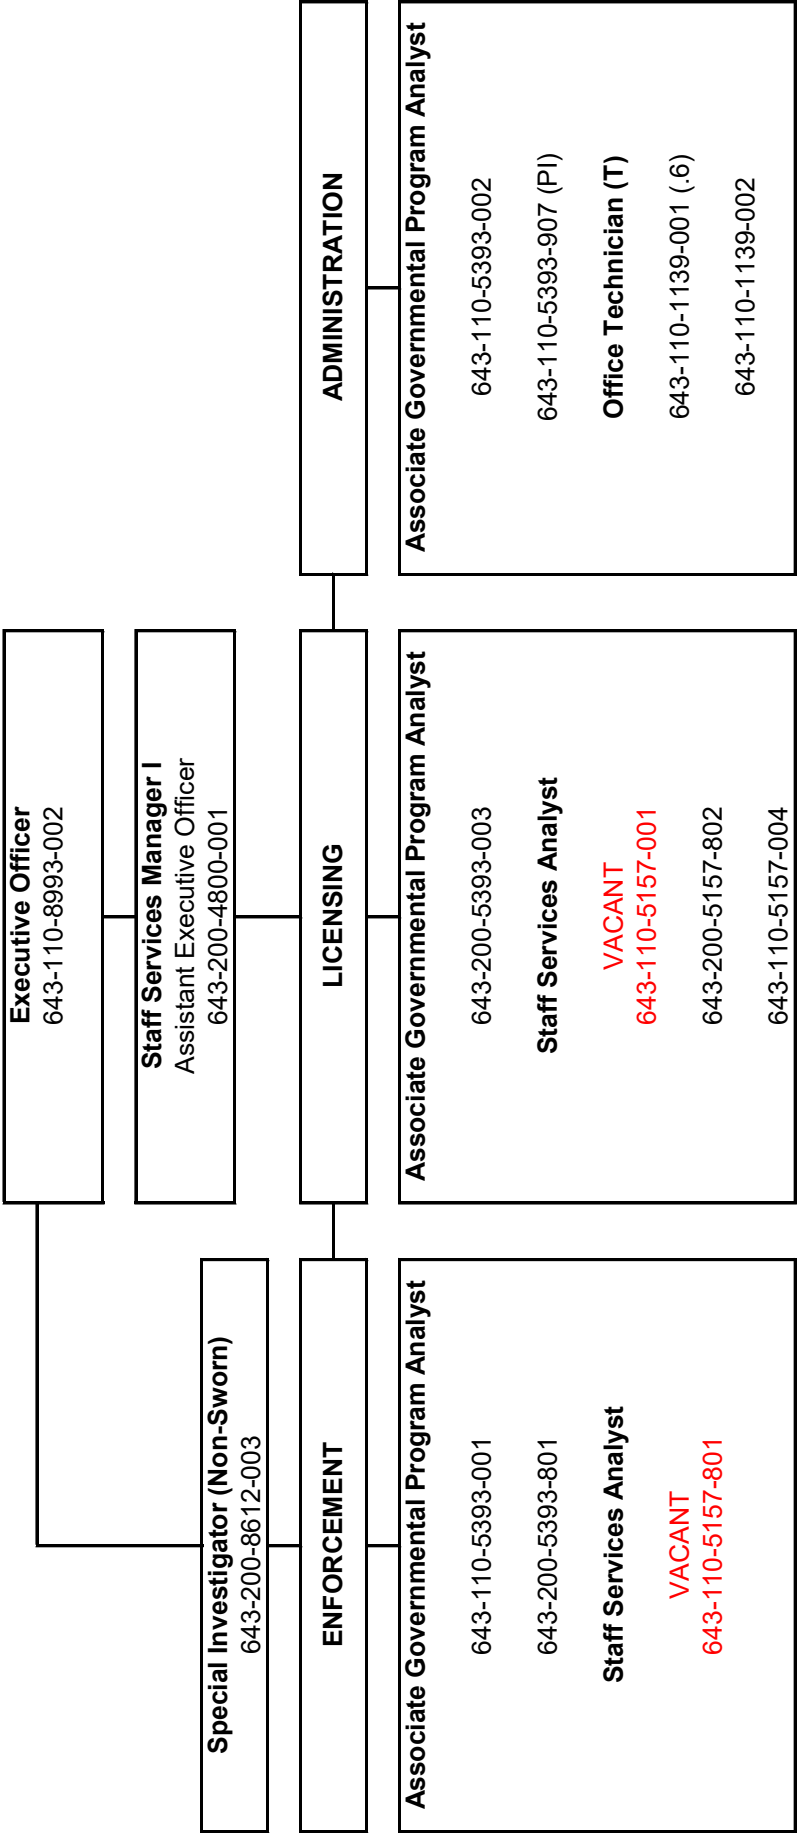 Executive Officer
643-110-8993-002
Staff Services Manager I
Assistant Executive Officer
643-200-4800-001
Special Investigator (Non-Sworn)
643-200-8612-003
ENFORCEMENT
LICENSING
ADMINISTRATION
Associate Governmental Program Analyst
643-110-5393-001
643-200-5393-801
Staff Services Analyst
VACANT
643-110-5157-801
Associate Governmental Program Analyst
643-200-5393-003
Staff Services Analyst
VACANT
643-110-5157-001
643-200-5157-802
643-110-5157-004
Associate Governmental Program Analyst
643-110-5393-002
643-110-5393-907 (PI)
Office Technician (T)
643-110-1139-001 (.6)
643-110-1139-002